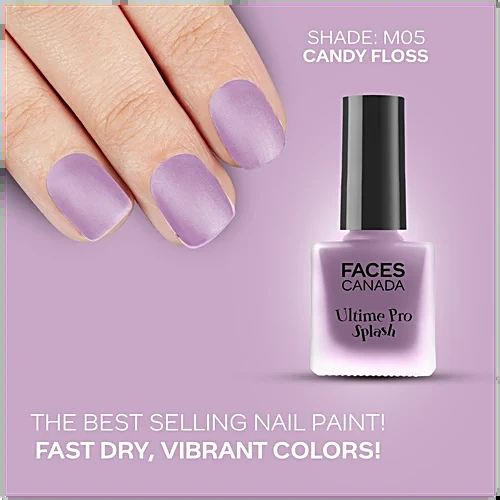 SHADE: M05
CANDY FLOSS
FACES
CANADA
Ultime Pro
Splash
THE BEST SELLING NAIL PAINT!
FAST DRY, VIBRANT COLORS!